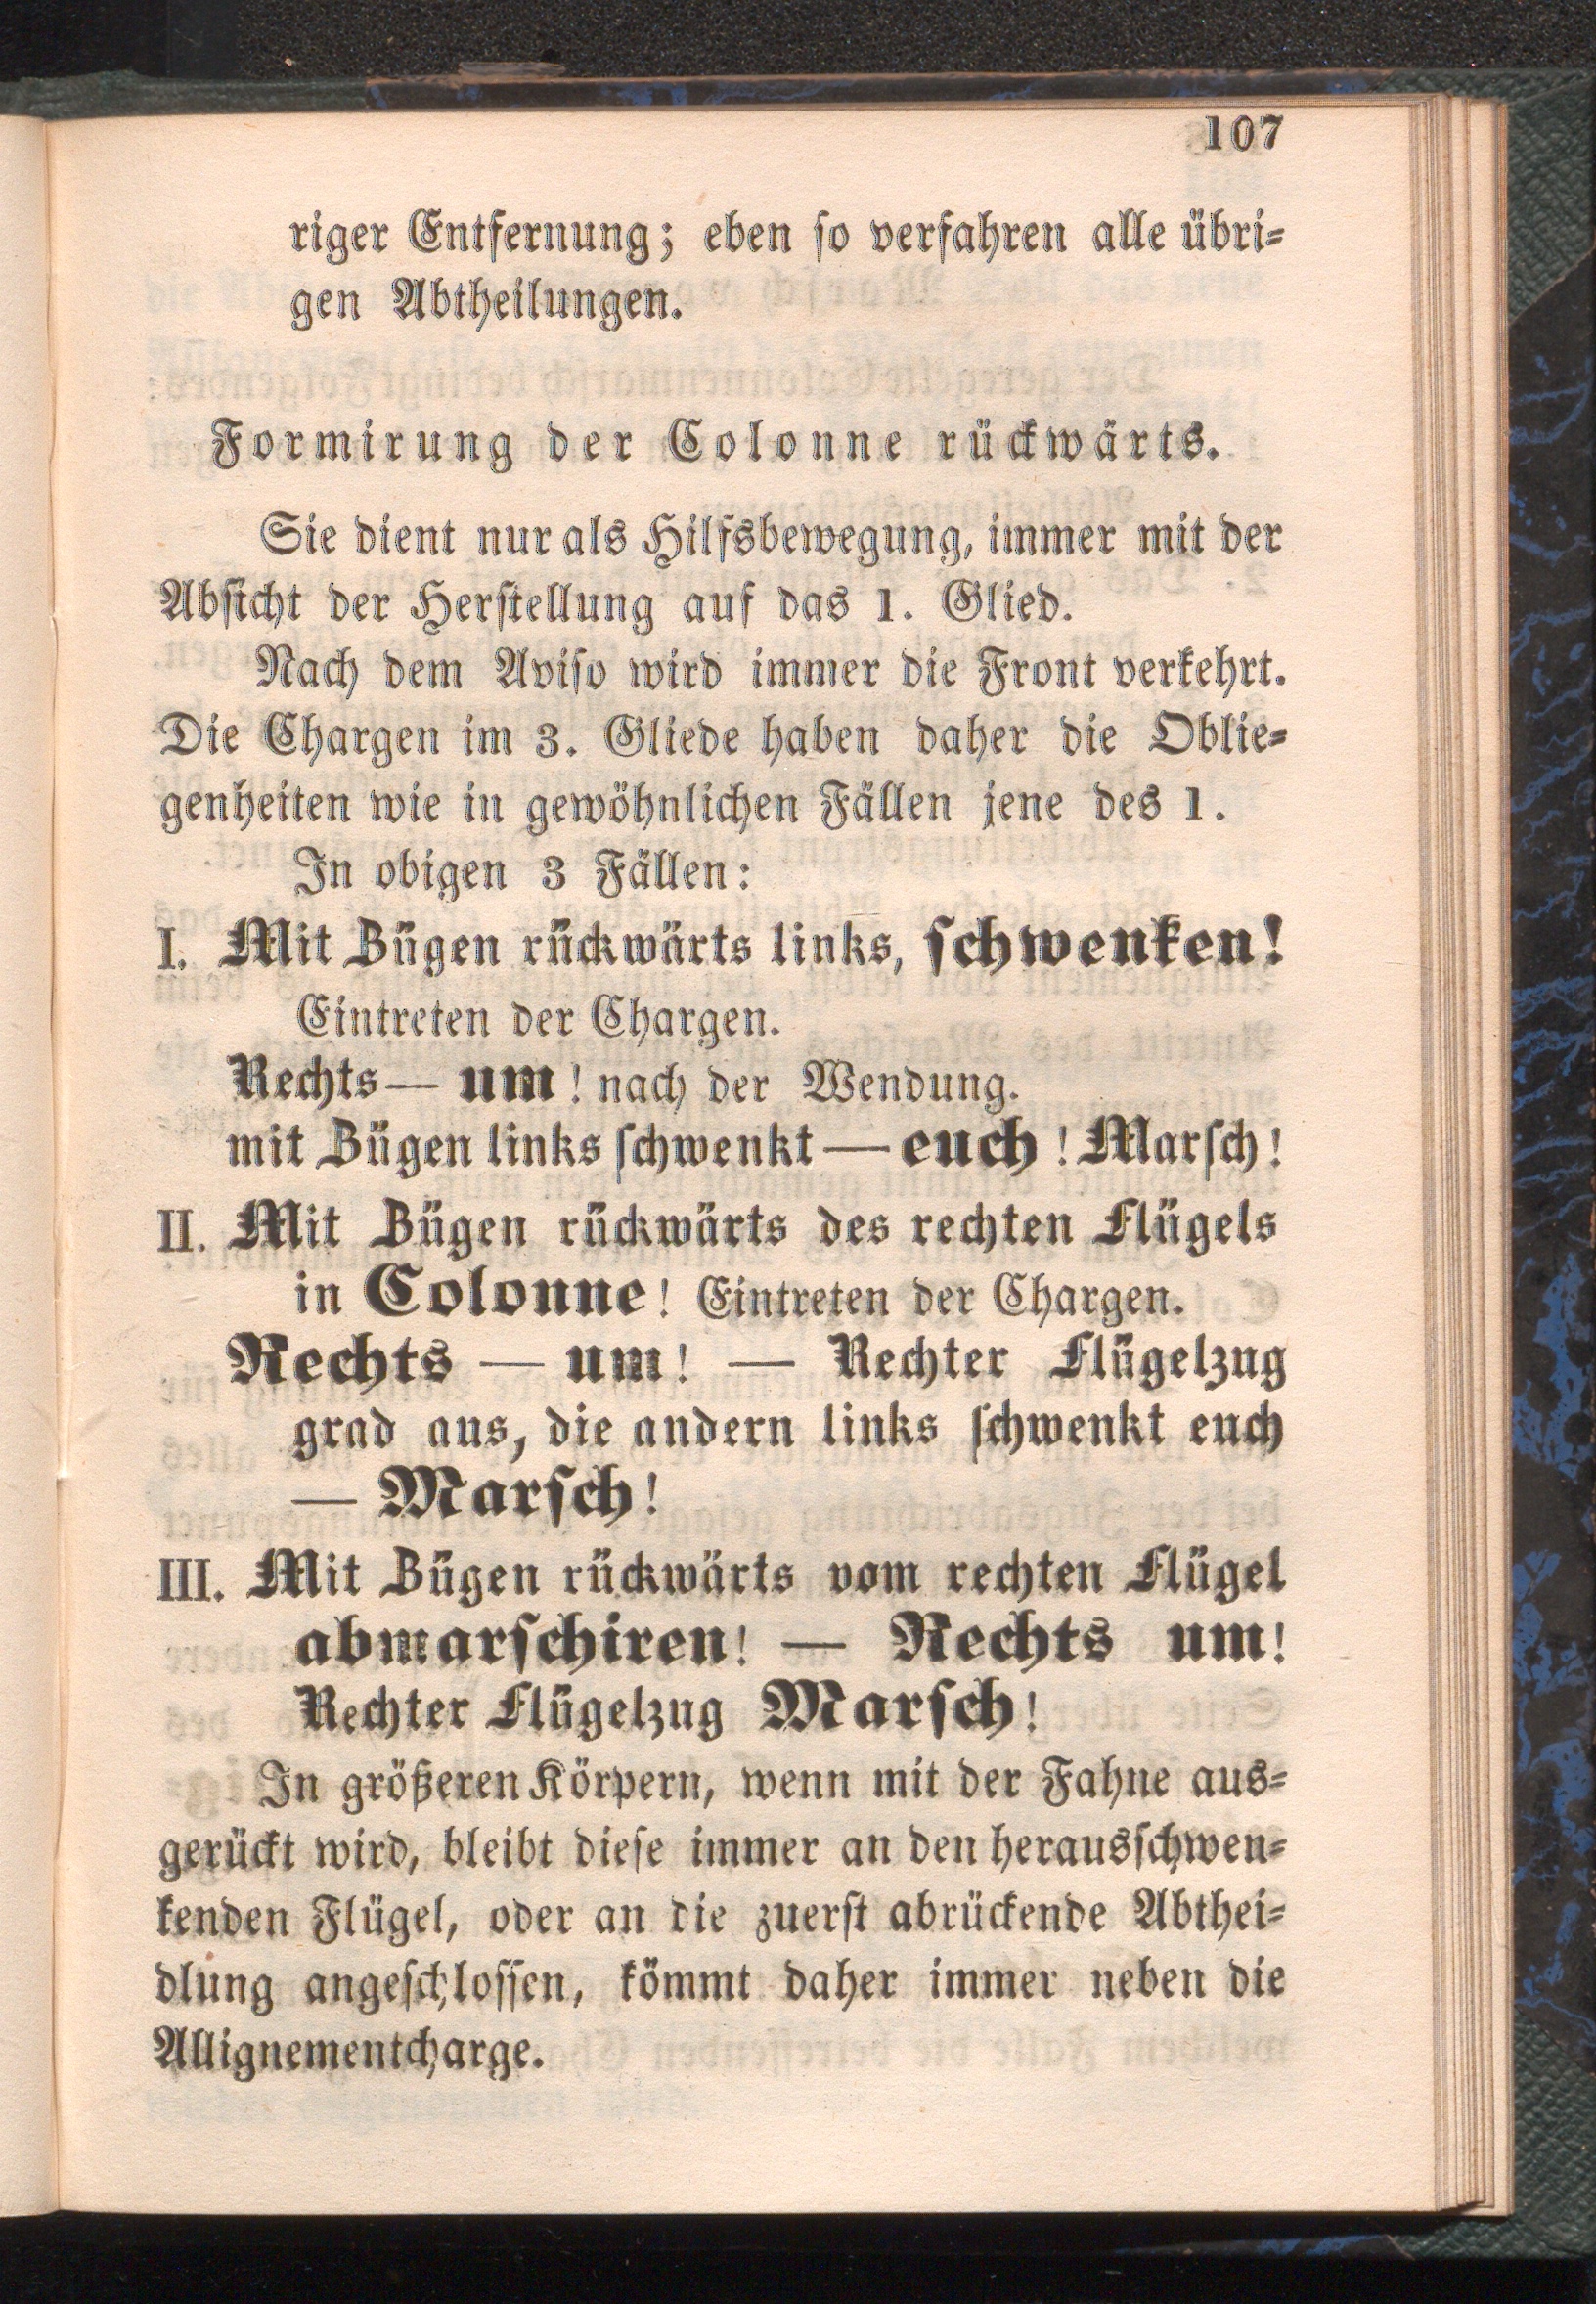 107
riger Entfernung; eben so verfahren alle übri-
gen Abtheilungen.
Formirung der Colonne rückwärts.
Sie dient nur als Hilfsbewegung, immer mit der
Absicht der Herstellung auf das 1. Glied.
Nach dem Aviso wird immer die Front verkehrt.
Die Chargen im 3. Gliede haben daher die Oblie-
genheiten wie in gewöhnlichen Fällen jene des 1.
In obigen 3 Fällen:
I. Mit Zügen rückwärts links, schwenken!
Eintreten der Chargen.
Rechts— um! nach der Wendung.
mit Zügen links schwenkt — euch! Marsch!
II. Mit Zügen rückwärts des rechten Flügels
in Colonne! Eintreten der Chargen.
Rechts — um! — Rechter Flügelzug
grad aus, die andern links schwenkt euch
— Marsch!
III. Mit Zügen rückwärts vom rechten Flügel
abmarschiren! — Rechts um!
Rechter Flügelzug Marsch!
In größeren Körpern, wenn mit der Fahne aus-
gerückt wird, bleibt diese immer an den herausschwen-
kenden Flügel, oder an die zuerst abrückende Abthei-
dlung angeschlossen, kömmt daher immer neben die
Allignementcharge.